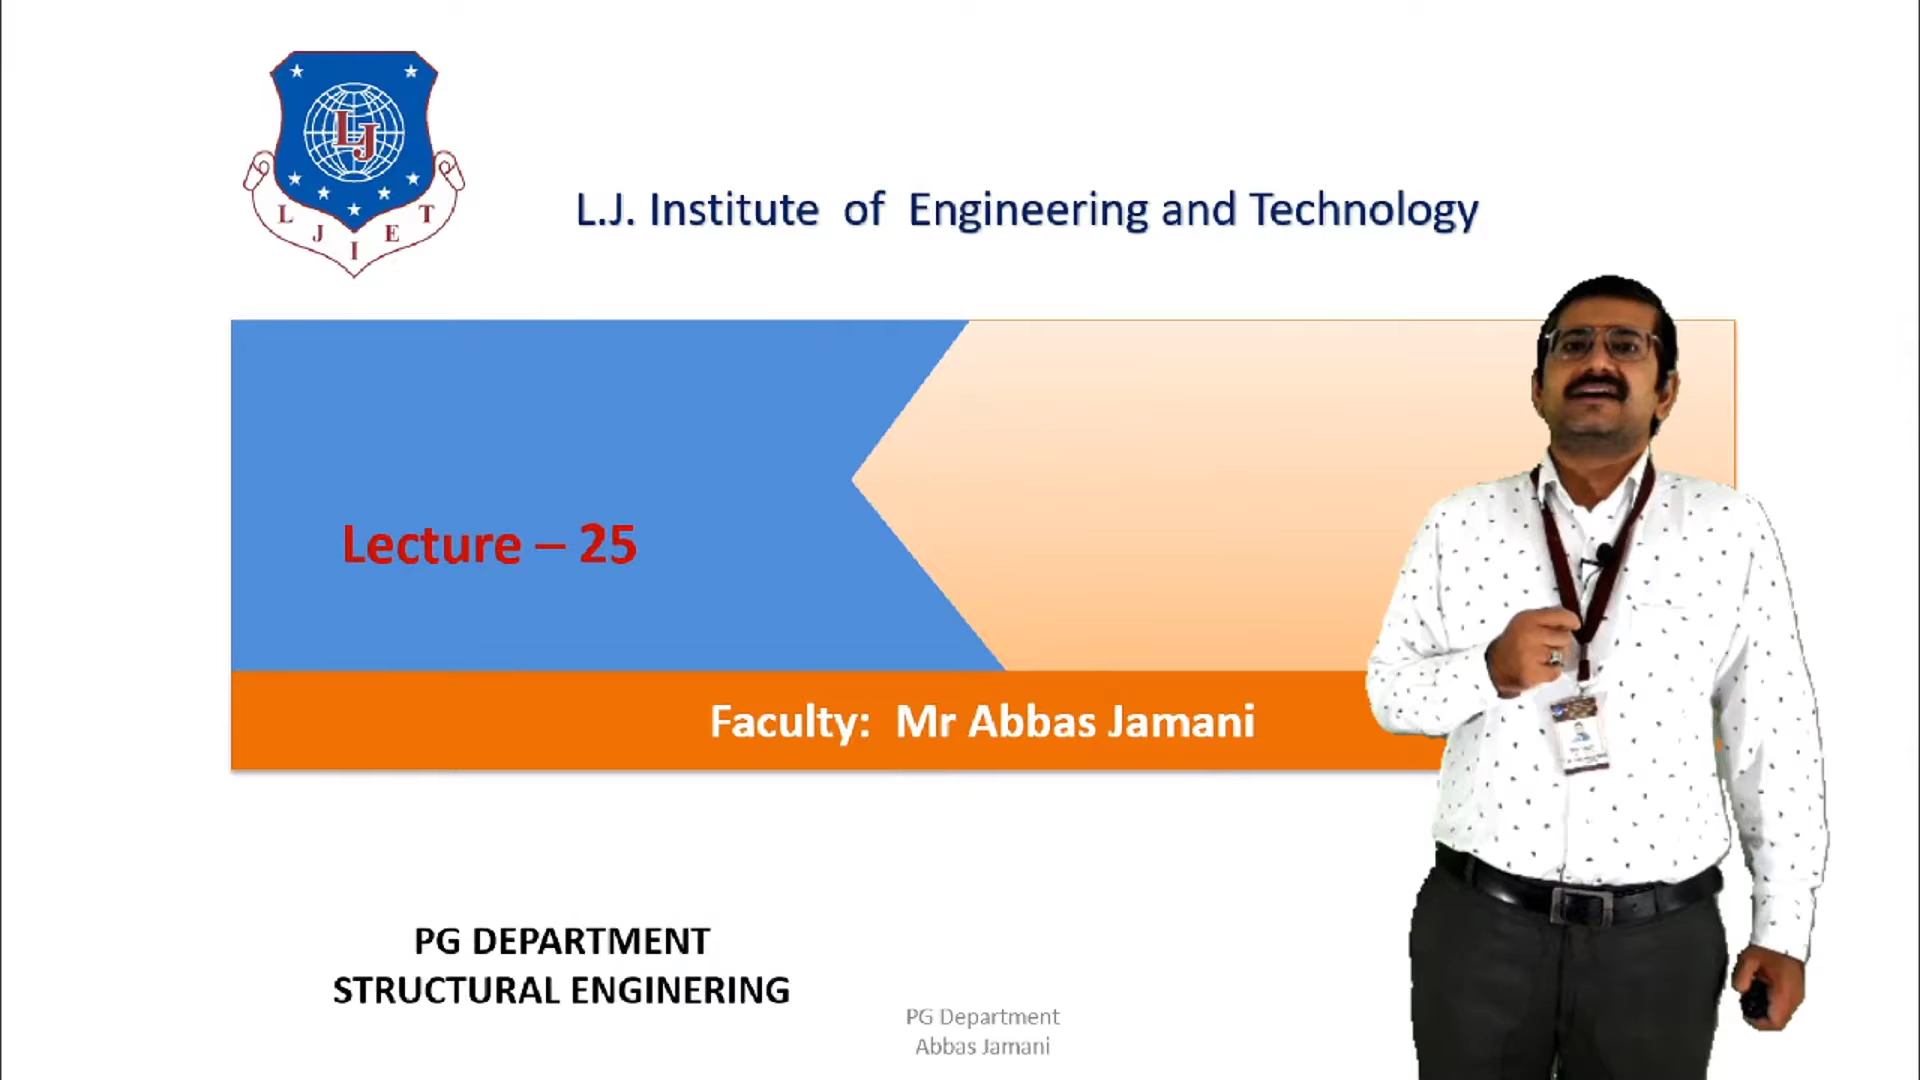 LJ
L J I E T
L.J. Institute of Engineering and Technology
Lecture – 25
Faculty: Mr Abbas Jamani
PG DEPARTMENT
STRUCTURAL ENGINERING
PG Department
Abbas Jamani